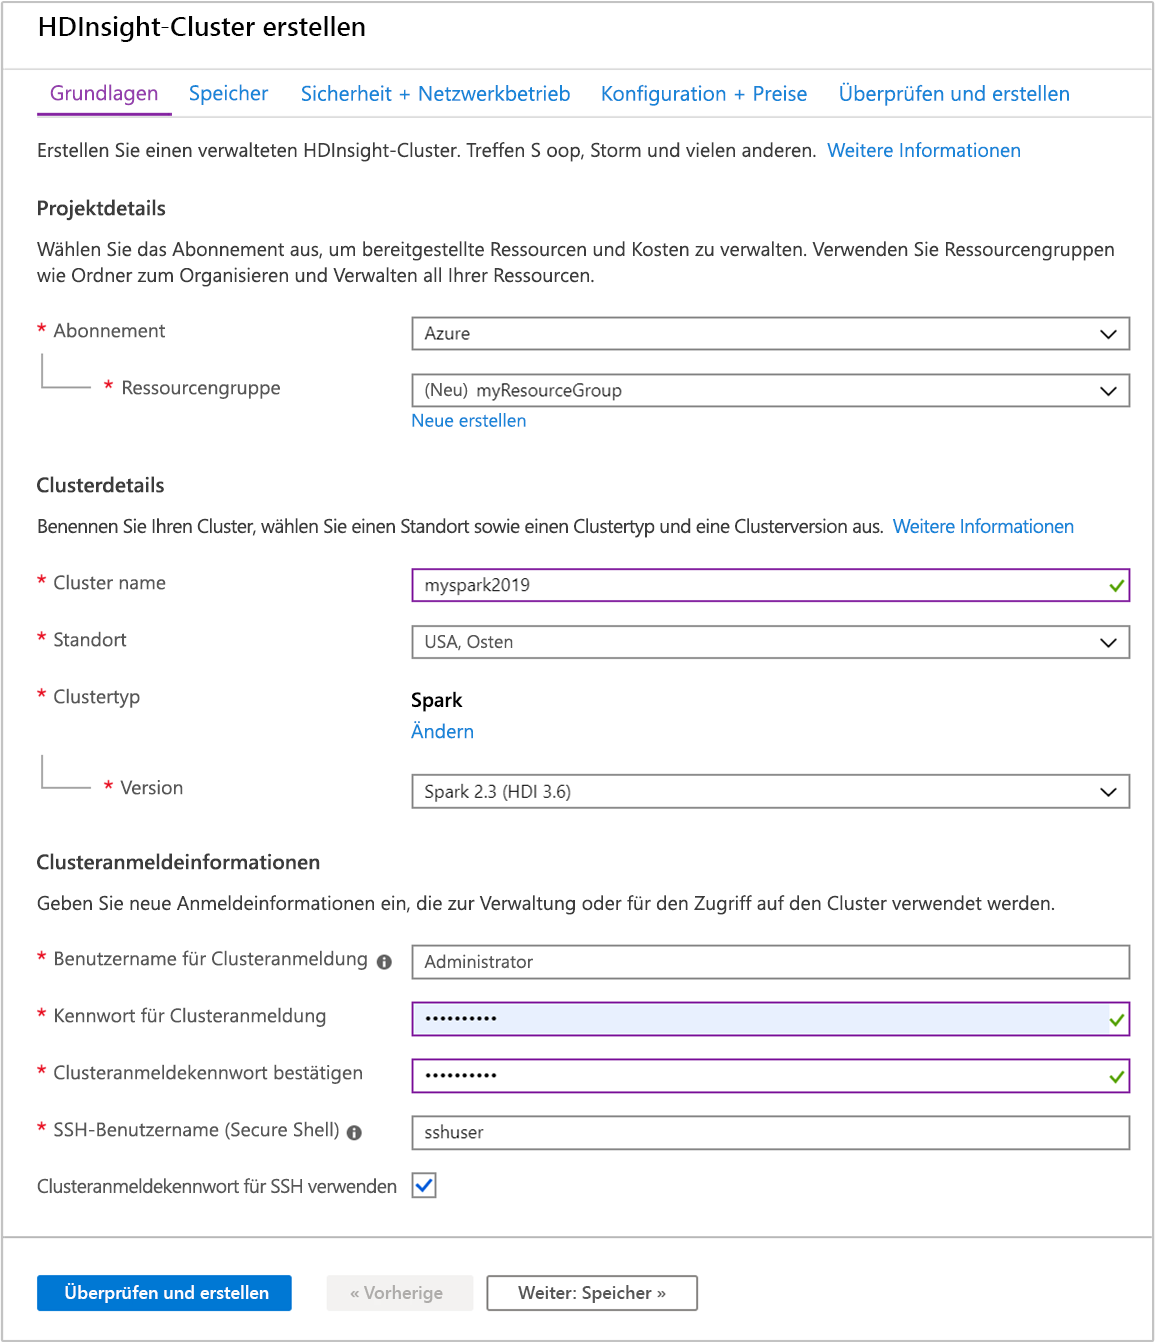 HDInsight-Cluster erstellen
Grundlagen Speicher Sicherheit + Netzwerkbetrieb Konfiguration + Preise Überprüfen und erstellen
Erstellen Sie einen verwalteten HDInsight-Cluster. Treffen S oop, Storm und vielen anderen. Weitere Informationen
Projektdetails
Wählen Sie das Abonnement aus, um bereitgestellte Ressourcen und Kosten zu verwalten. Verwenden Sie Ressourcengruppen
wie Ordner zum Organisieren und Verwalten all Ihrer Ressourcen.
* Abonnement Azure
* Ressourcengruppe (Neu) myResourceGroup
Neue erstellen
Clusterdetails
Benennen Sie Ihren Cluster, wählen Sie einen Standort sowie einen Clustertyp und eine Clusterversion aus. Weitere Informationen
* Cluster name myspark2019
* Standort USA, Osten
* Clustertyp Spark
Ändern
* Version Spark 2.3 (HDI 3.6)
Clusteranmeldeinformationen
Geben Sie neue Anmeldeinformationen ein, die zur Verwaltung oder für den Zugriff auf den Cluster verwendet werden.
* Benutzername für Clusteranmeldung Administrator
* Kennwort für Clusteranmeldung ••••••••••
* Clusteranmeldekennwort bestätigen ••••••••••
* SSH-Benutzername (Secure Shell) sshuser
Clusteranmeldekennwort für SSH verwenden
Überprüfen und erstellen « Vorherige Weiter: Speicher »